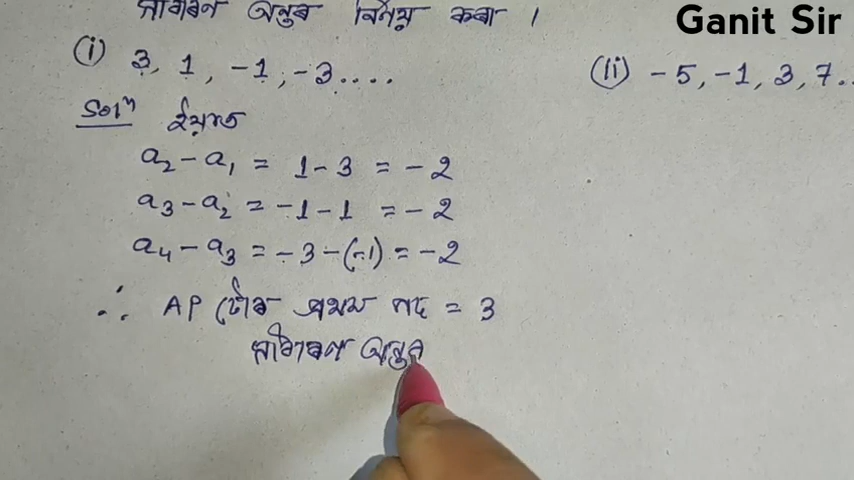 Ganit Sir
সাধাৰণ অন্তৰ নিৰ্ণয় কৰা ।
(i) 3, 1, -1, -3....
(ii) -5, -1, 3, 7..
Solⁿ ইয়াত
a₂ - a₁ = 1 - 3 = -2
a₃ - a₂ = -1 - 1 = -2
a₄ - a₃ = -3 - (-1) = -2
∴ AP টোৰ প্ৰথম পদ = 3
সাধাৰণ অন্তৰ